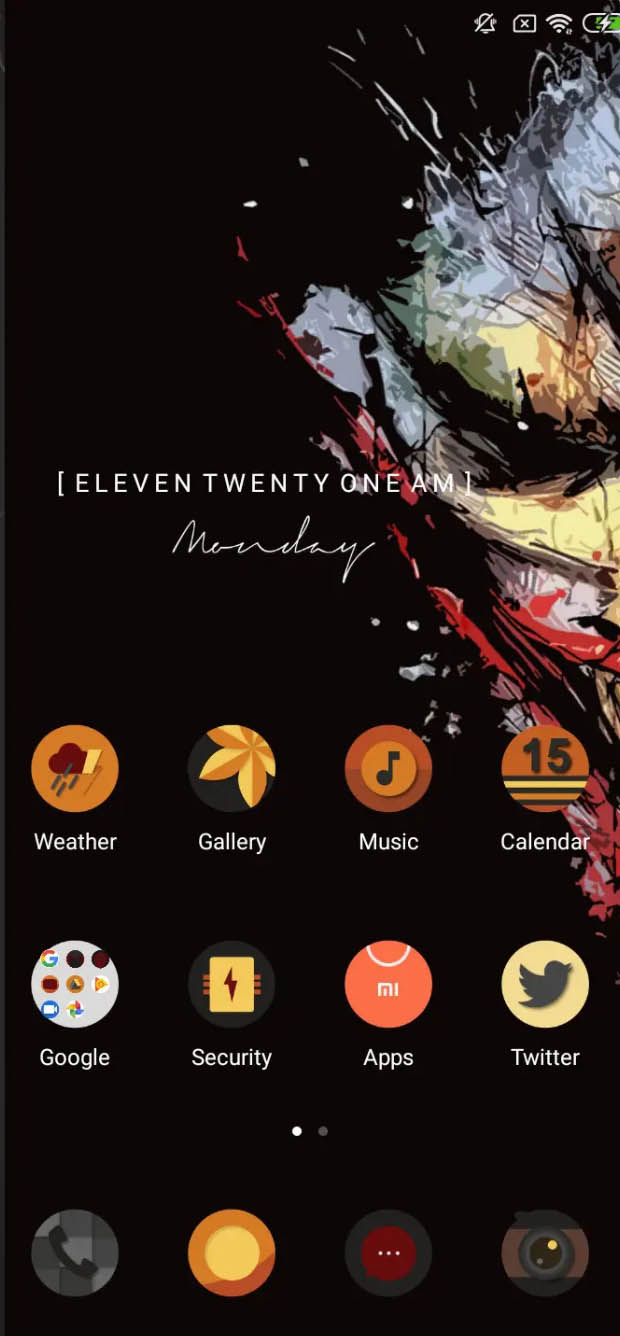 [ ELEVEN TWENTY ONE AM ]
Monday
15
Weather Gallery Music Calendar
mi
Google Security Apps Twitter